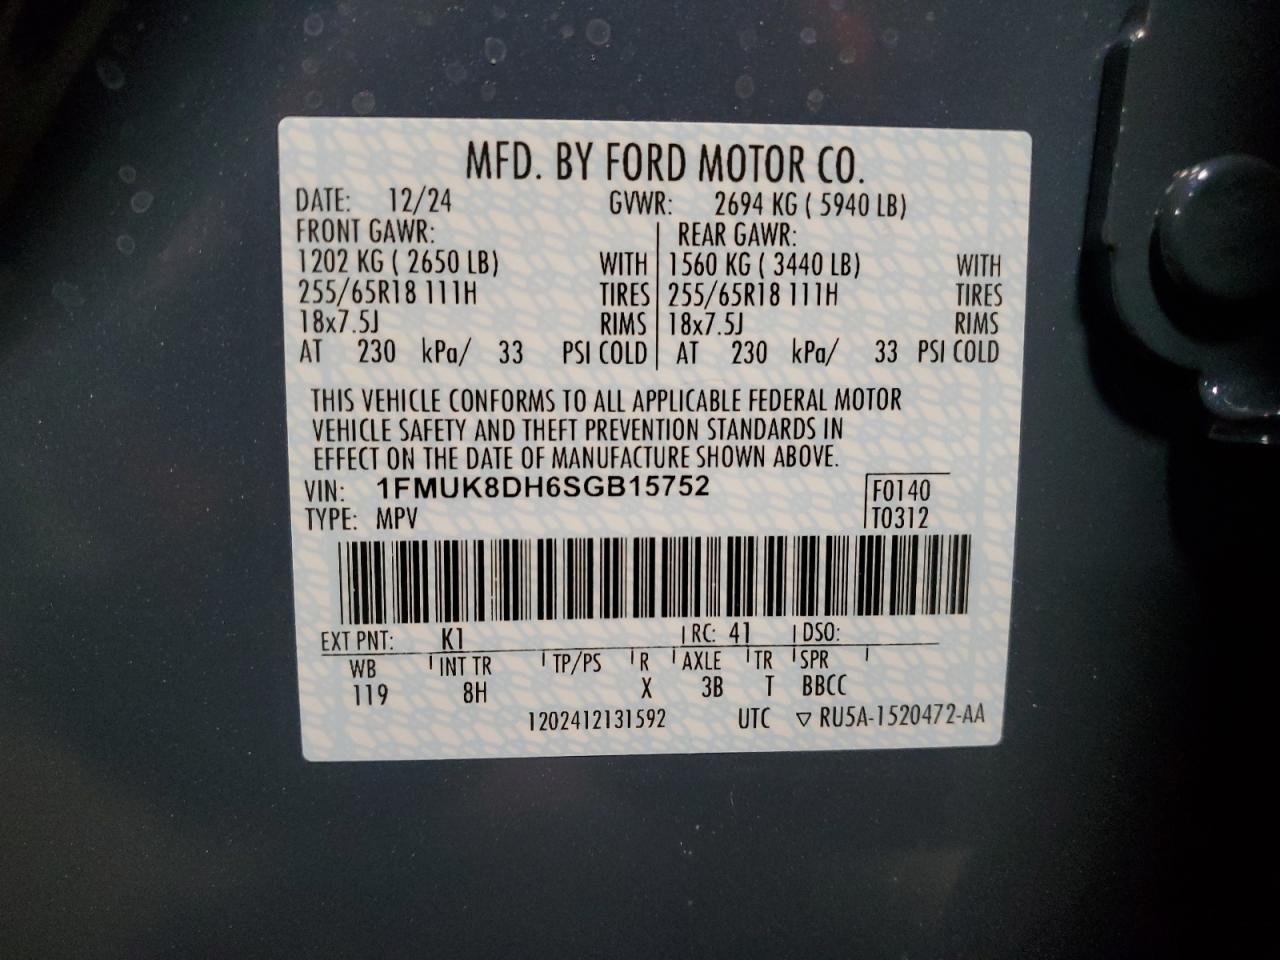 MFD. BY FORD MOTOR CO.
DATE: 12/24 GVWR: 2694 KG ( 5940 LB)
FRONT GAWR: REAR GAWR:
1202 KG ( 2650 LB) WITH 1560 KG ( 3440 LB) WITH
255/65R18 111H TIRES 255/65R18 111H TIRES
18x7.5J RIMS 18x7.5J RIMS
AT 230 kPa/ 33 PSI COLD AT 230 kPa/ 33 PSI COLD
THIS VEHICLE CONFORMS TO ALL APPLICABLE FEDERAL MOTOR
VEHICLE SAFETY AND THEFT PREVENTION STANDARDS IN
EFFECT ON THE DATE OF MANUFACTURE SHOWN ABOVE.
VIN: 1FMUK8DH6SGB15752 F0140
TYPE: MPV T0312
EXT PNT: K1 RC: 41 DSO:
WB INT TR TP/PS R AXLE TR SPR
119 8H X 3B T BBCC
1202412131592 UTC ▽ RU5A-1520472-AA